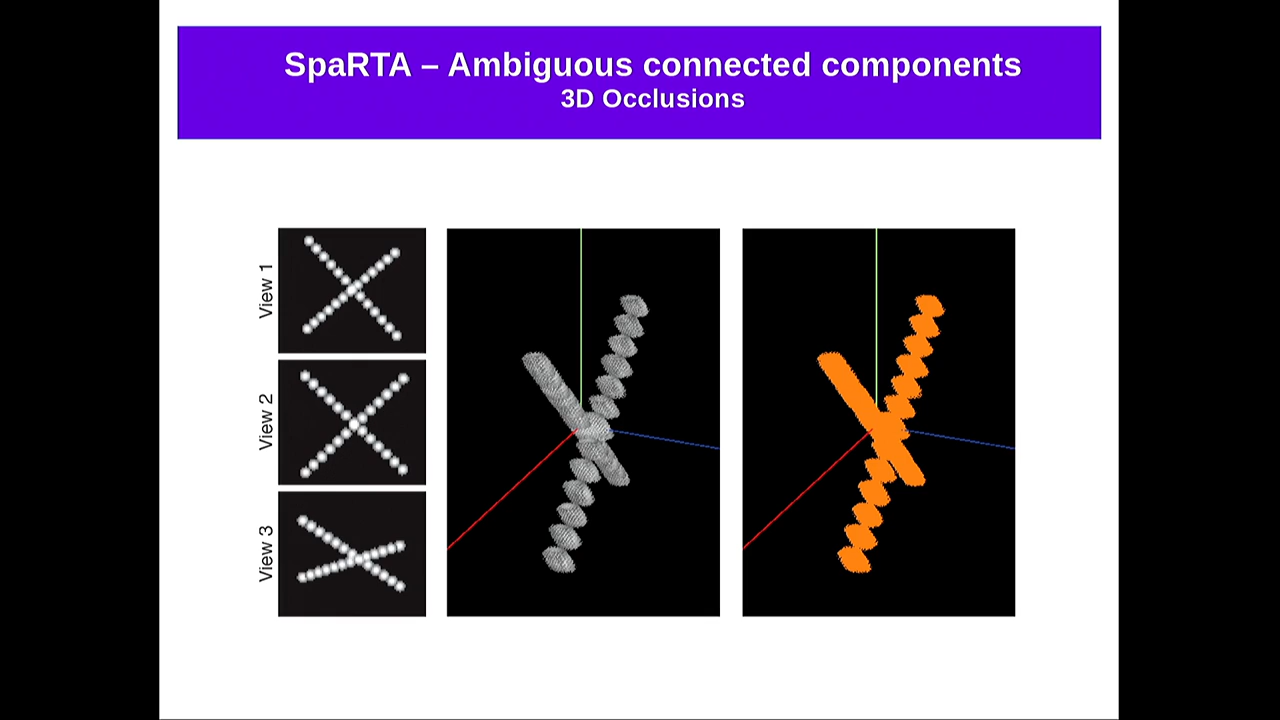 SpaRTA – Ambiguous connected components
3D Occlusions
View 1
View 2
View 3